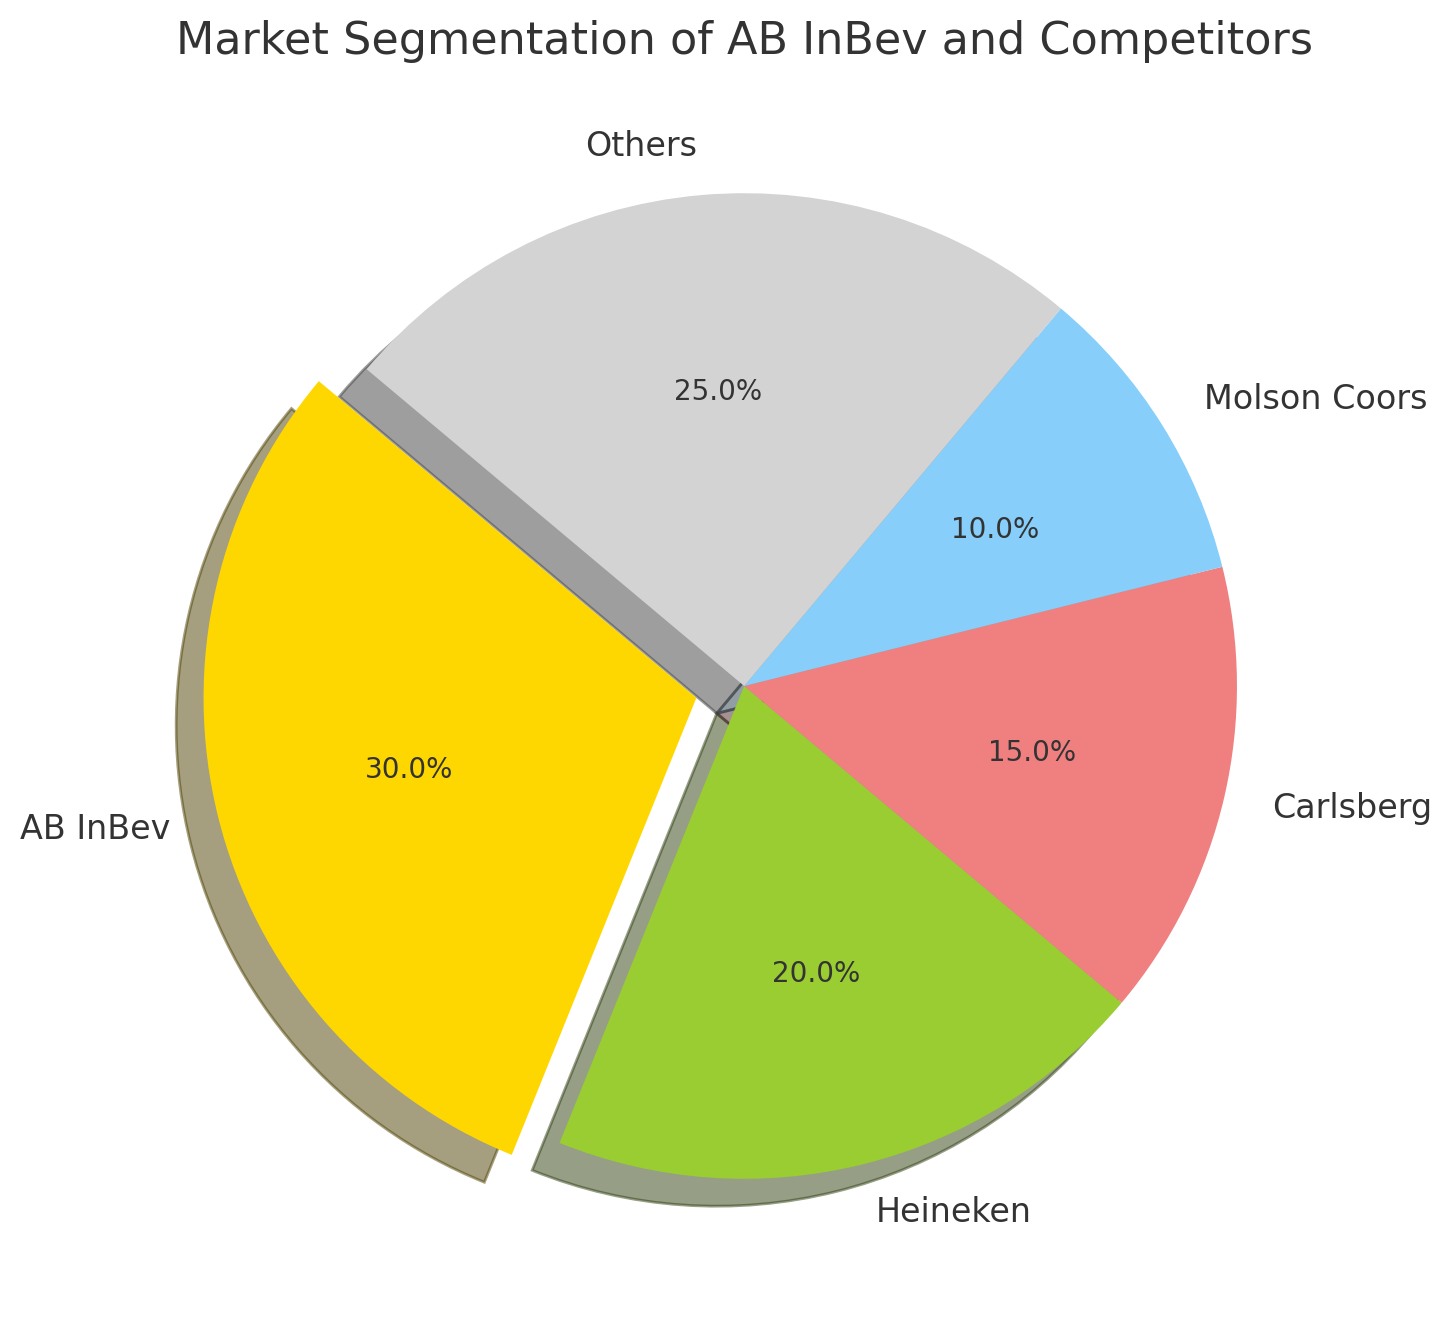 Market Segmentation of AB InBev and Competitors
Others
25.0%
Molson Coors
10.0%
15.0%
30.0%
Carlsberg
AB InBev
20.0%
Heineken